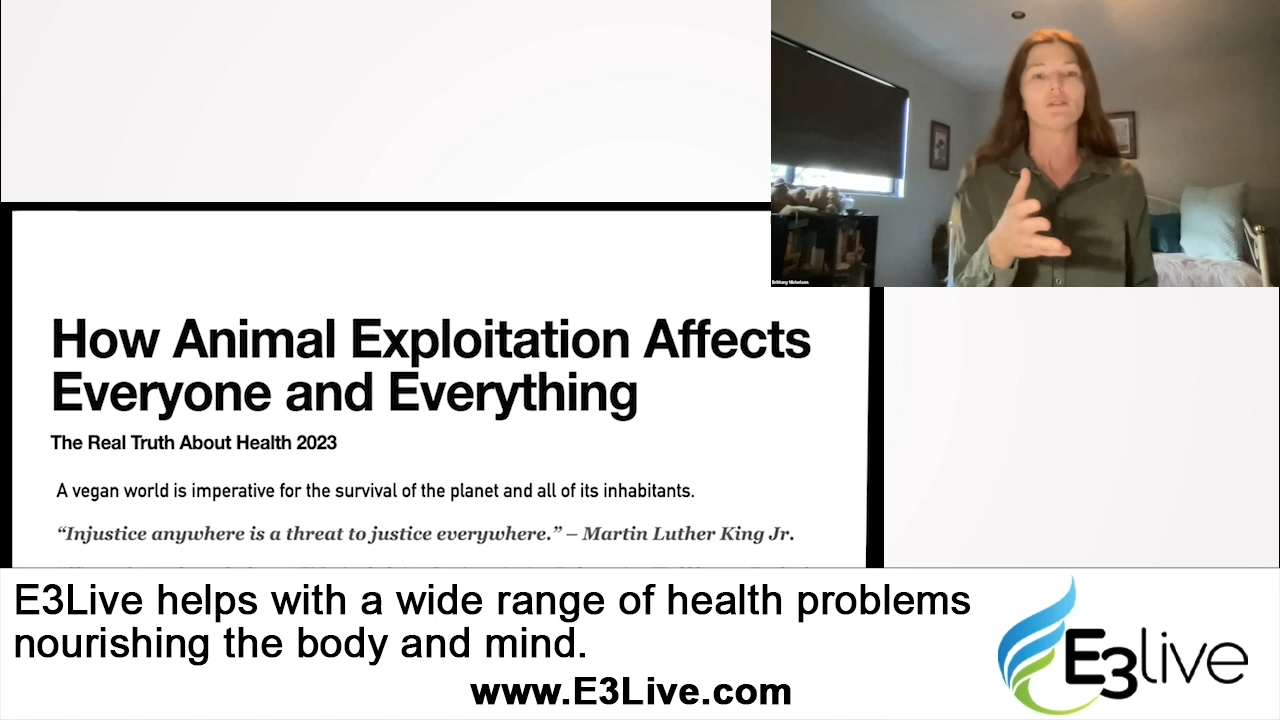 Brittany Michelson
How Animal Exploitation Affects
Everyone and Everything
The Real Truth About Health 2023
A vegan world is imperative for the survival of the planet and all of its inhabitants.
“Injustice anywhere is a threat to justice everywhere.” – Martin Luther King Jr.
E3Live helps with a wide range of health problems
nourishing the body and mind.
www.E3Live.com
E3live